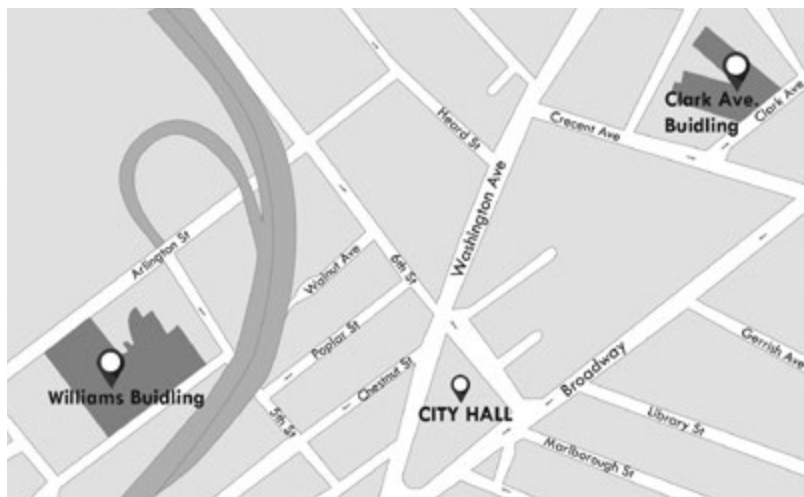 Clark Ave.
Buidling
Clark Ave
Crecent Ave
Heard St
Washington Ave
Arlington St
Walnut Ave
6th St
Poplar St
Williams Buidling
Chestnut St
5th St
CITY HALL
Broadway
Gerrish Ave
Library St
Marlborough St